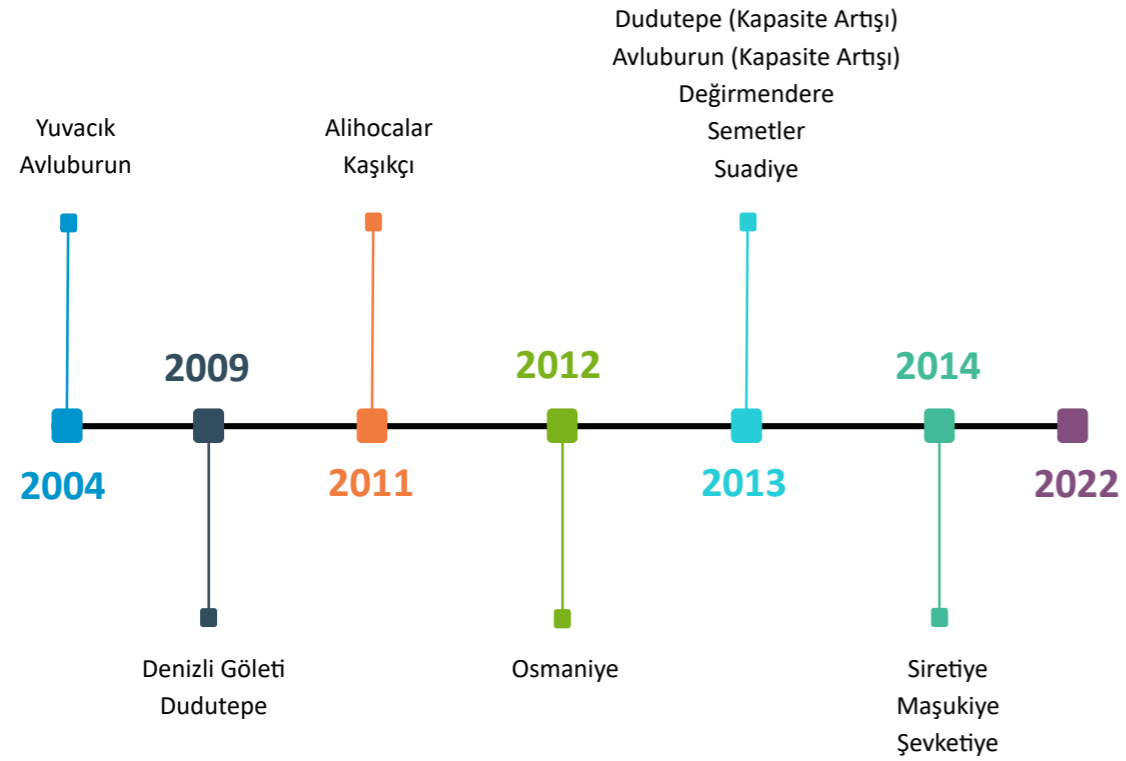 Yuvacık
Avluburun
2004
2009
Denizli Göleti
Dudutepe
Alihocalar
Kaşıkçı
2011
2012
Osmaniye
Dudutepe (Kapasite Artışı)
Avluburun (Kapasite Artışı)
Değirmendere
Semetler
Suadiye
2013
2014
Siretiye
Maşukiye
Şevketiye
2022